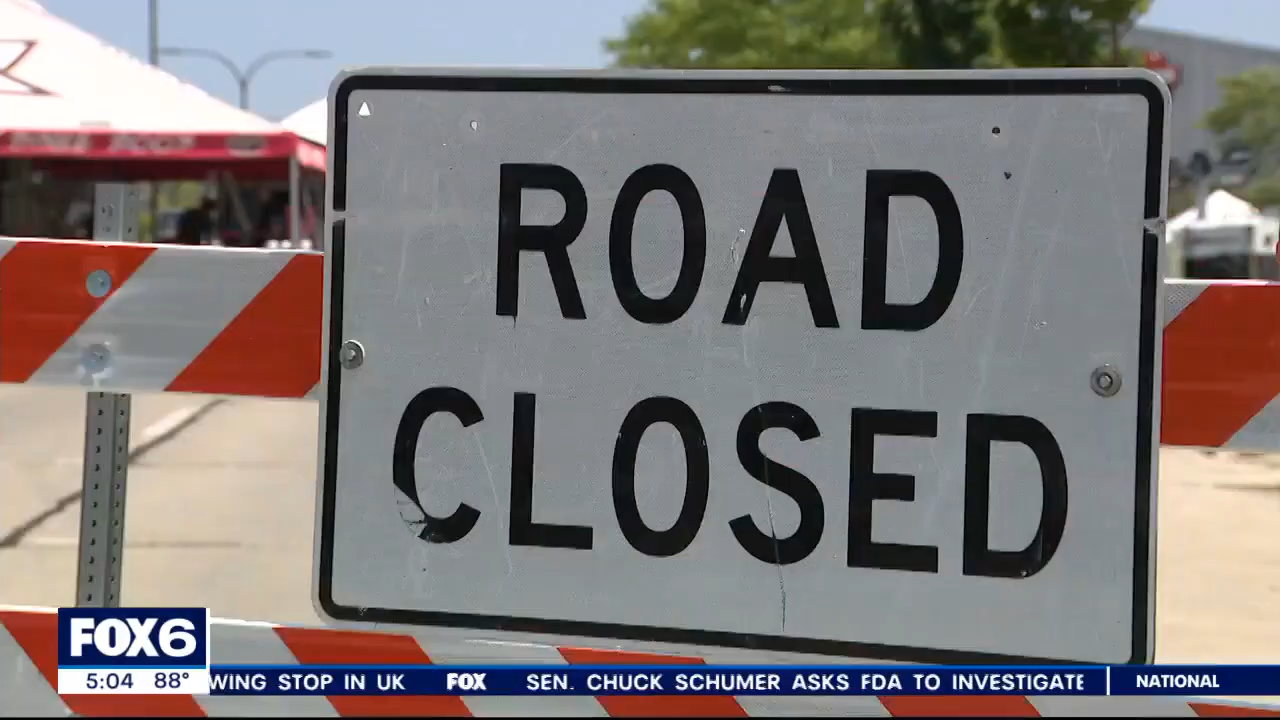 ROAD
CLOSED
FOX6
5:04 88°
WING STOP IN UK FOX SEN. CHUCK SCHUMER ASKS FDA TO INVESTIGATE NATIONAL